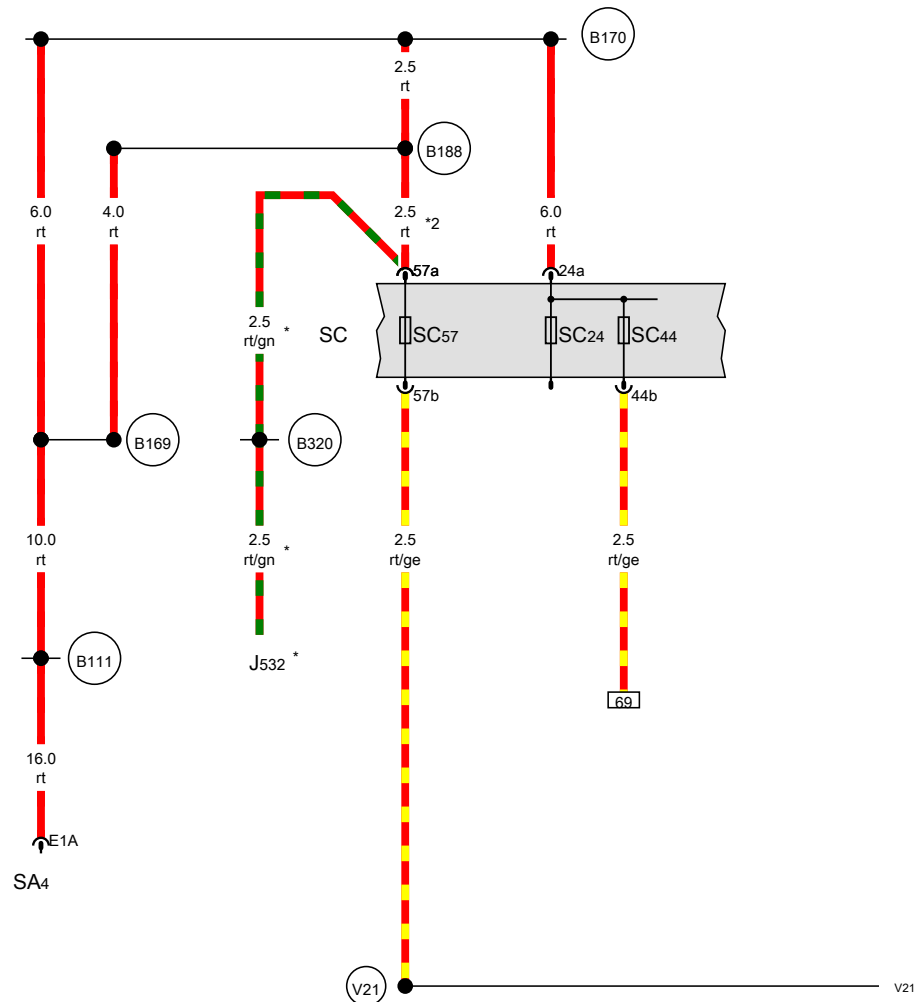 B170
2.5
rt
B188
6.0
rt
4.0
rt
2.5
rt *2
6.0
rt
57a
24a
2.5
rt/gn *
SC
SC57
SC24
SC44
57b
44b
B169
B320
10.0
rt
2.5
rt/gn *
2.5
rt/ge
2.5
rt/ge
B111
J532 *
69
16.0
rt
E1A
SA4
V21
V21